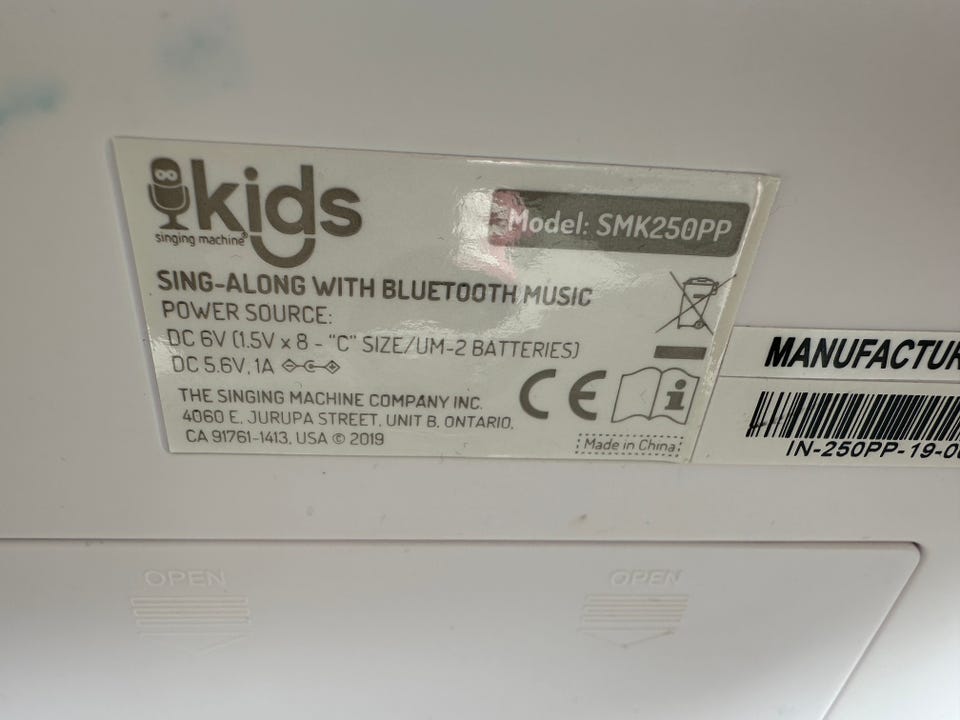 kids
singing machine®
Model: SMK250PP
SING-ALONG WITH BLUETOOTH MUSIC
POWER SOURCE:
DC 6V (1.5V x 8 - "C" SIZE/UM-2 BATTERIES)
DC 5.6V, 1A
THE SINGING MACHINE COMPANY INC.
4060 E. JURUPA STREET, UNIT B, ONTARIO,
CA 91761-1413, USA © 2019
CE
Made in China
MANUFACTUR
IN-250PP-19-0
OPEN
OPEN